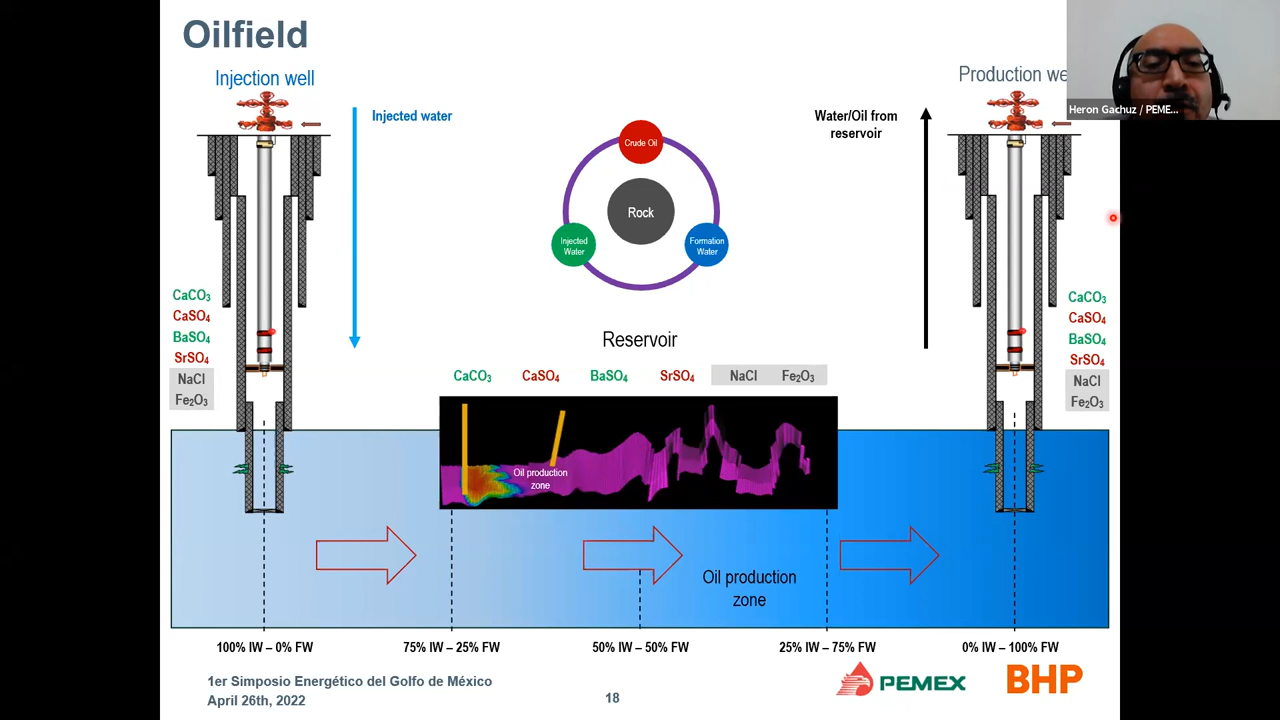 Oilfield
Injection well
Production we
Heron Gachuz / PEME...
Injected water
Water/Oil from
reservoir
Crude Oil
Rock
Injected
Water
Formation
Water
CaCO₃
CaSO₄
BaSO₄
SrSO₄
NaCl
Fe₂O₃
Reservoir
CaCO₃ CaSO₄ BaSO₄ SrSO₄ NaCl Fe₂O₃
CaCO₃
CaSO₄
BaSO₄
SrSO₄
NaCl
Fe₂O₃
Oil production
zone
Oil production
zone
100% IW – 0% FW 75% IW – 25% FW 50% IW – 50% FW 25% IW – 75% FW 0% IW – 100% FW
1er Simposio Energético del Golfo de México
April 26th, 2022
18
PEMEX
BHP